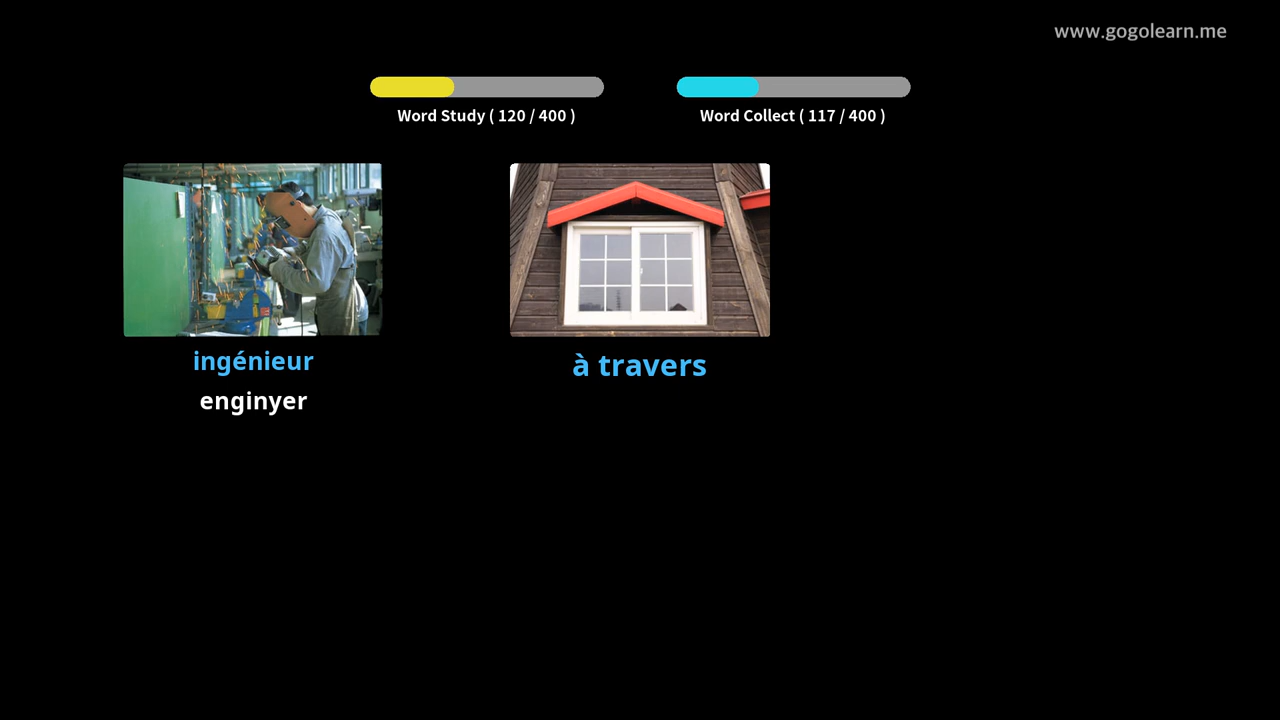 www.gogolearn.me
Word Study ( 120 / 400 )
Word Collect ( 117 / 400 )
ingénieur
enginyer
à travers